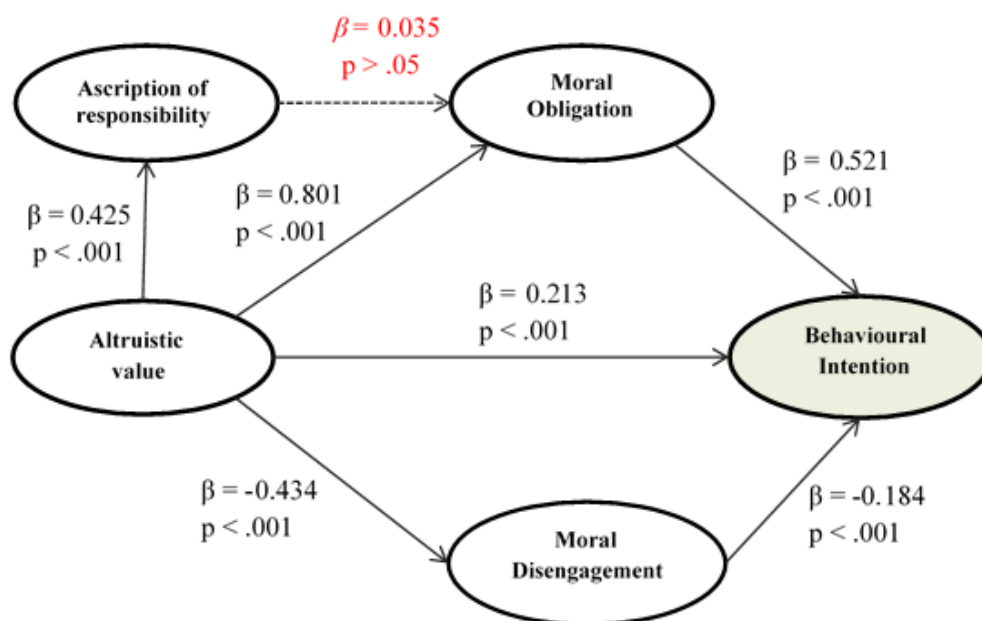 β = 0.035
p > .05
Ascription of
responsibility
Moral
Obligation
β = 0.521
p < .001
β = 0.425
p < .001
β = 0.801
p < .001
β = 0.213
p < .001
Altruistic
value
Behavioural
Intention
β = -0.434
p < .001
β = -0.184
p < .001
Moral
Disengagement